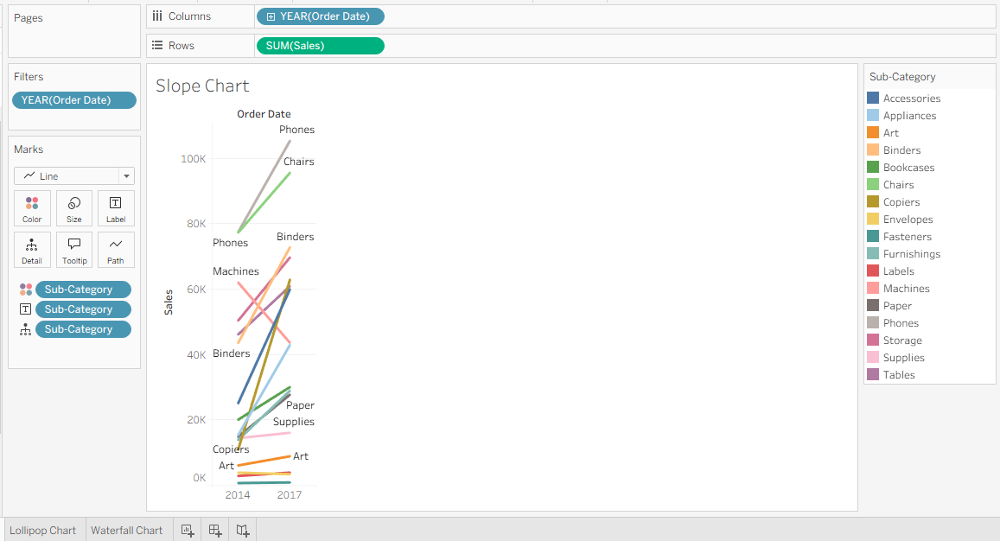 Pages
Columns
YEAR(Order Date)
Rows
SUM(Sales)
Filters
YEAR(Order Date)
Marks
Line
Color
Size
Label
Detail
Tooltip
Path
Sub-Category
Sub-Category
Sub-Category
Slope Chart
Order Date
Phones
100K
Chairs
80K
Binders
Phones
Machines
60K
Sales
Binders
40K
Paper
20K
Supplies
Copiers
Art
Art
0K
2014
2017
Sub-Category
Accessories
Appliances
Art
Binders
Bookcases
Chairs
Copiers
Envelopes
Fasteners
Furnishings
Labels
Machines
Paper
Phones
Storage
Supplies
Tables
Lollipop Chart
Waterfall Chart